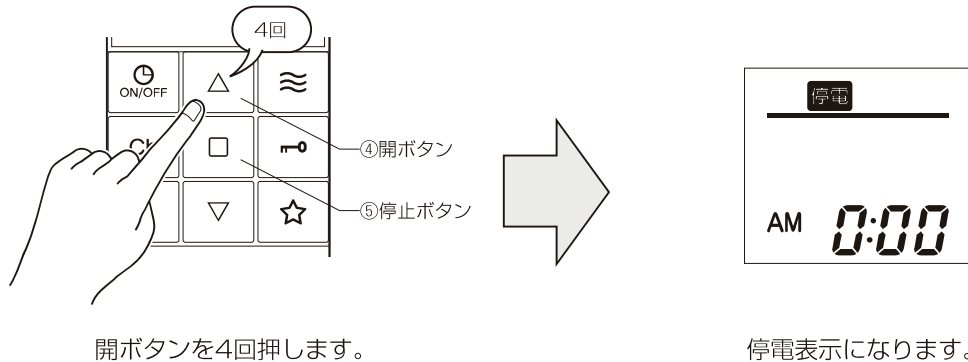 4回
ON/OFF
④開ボタン
⑤停止ボタン
停電
AM 0:00
開ボタンを4回押します。
停電表示になります。